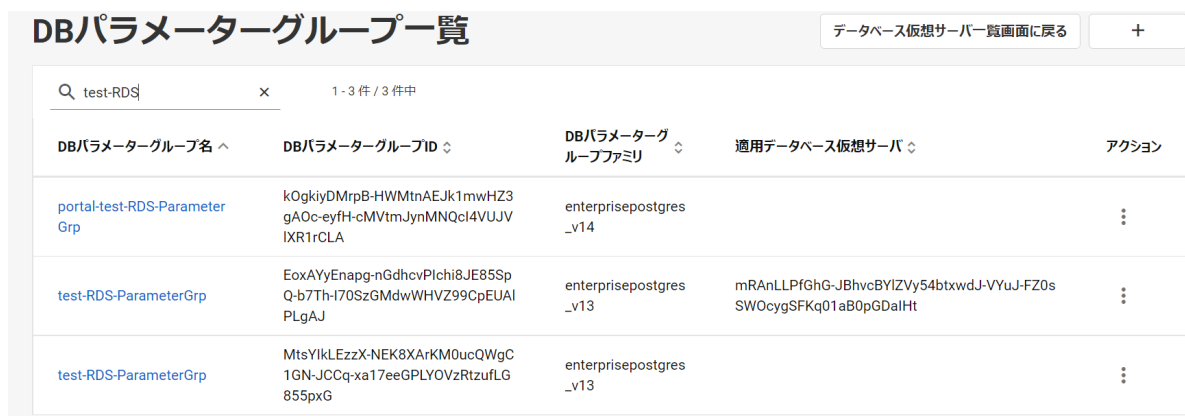 DBパラメーターグループ一覧
データベース仮想サーバ一覧画面に戻る
+
test-RDS
×
1 - 3 件 / 3 件中
DBパラメーターグループ名
DBパラメーターグループID
DBパラメーターグ
ループファミリ
適用データベース仮想サーバ
アクション
portal-test-RDS-Parameter
Grp
kOgkiyDMrpB-HWMtnAEJk1mwHZ3
gAOc-eyfH-cMVtmJynMNQcI4VUJV
lXR1rCLA
enterprisepostgres
_v14
test-RDS-ParameterGrp
EoxAYyEnapg-nGdhcvPIchi8JE85Sp
Q-b7Th-I70SzGMdwWHVZ99CpEUAl
PLgAJ
enterprisepostgres
_v13
mRAnLLPfGhG-JBhvcBYlZVy54btxwdJ-VYuJ-FZ0s
SWOcygSFKq01aB0pGDaIHt
test-RDS-ParameterGrp
MtsYIkLEzzX-NEK8XArKM0ucQWgC
1GN-JCCq-xa17eeGPLYOVzRtzufLG
855pxG
enterprisepostgres
_v13